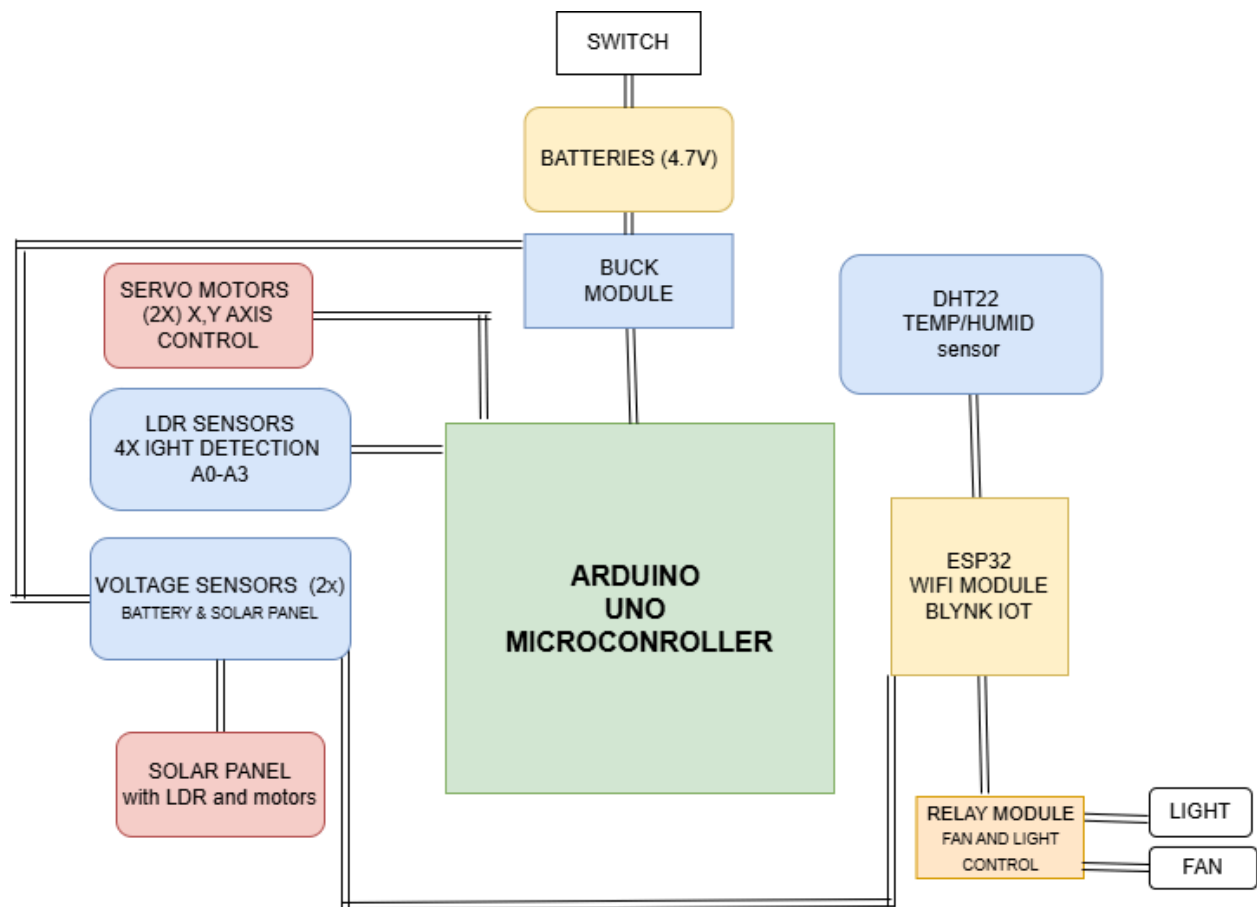 SWITCH
BATTERIES (4.7V)
BUCK
MODULE
SERVO MOTORS
(2X) X,Y AXIS
CONTROL
DHT22
TEMP/HUMID
sensor
LDR SENSORS
4X IGHT DETECTION
A0-A3
VOLTAGE SENSORS (2x)
BATTERY & SOLAR PANEL
ARDUINO
UNO
MICROCONROLLER
ESP32
WIFI MODULE
BLYNK IOT
SOLAR PANEL
with LDR and motors
RELAY MODULE
FAN AND LIGHT
CONTROL
LIGHT
FAN